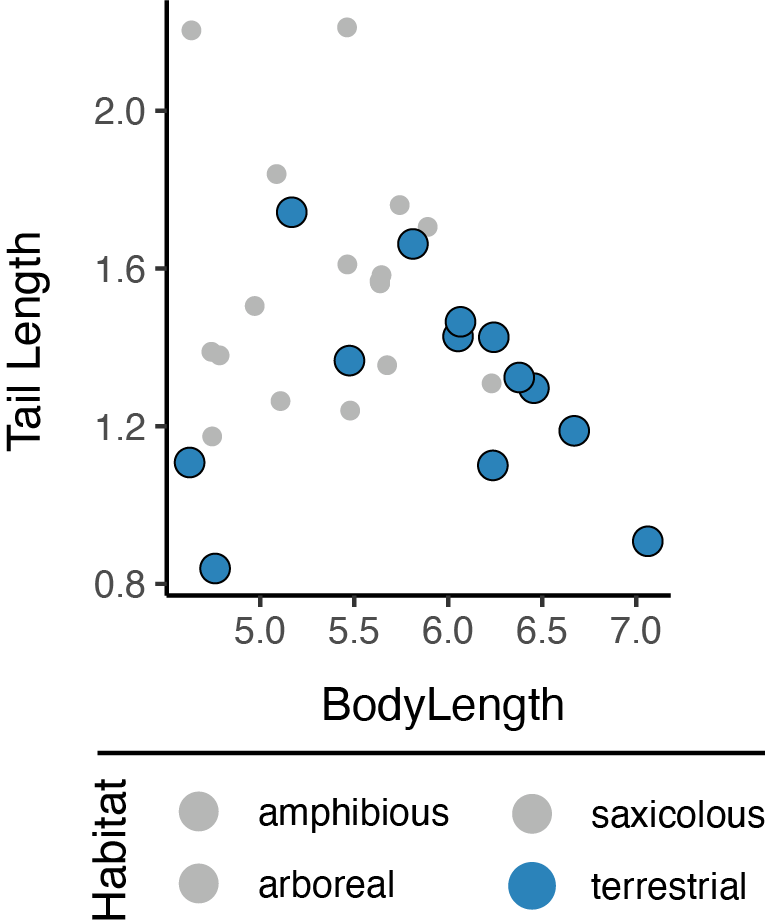 2.0
1.6
1.2
0.8
Tail Length
5.0 5.5 6.0 6.5 7.0
BodyLength
Habitat
amphibious saxicolous
arboreal terrestrial